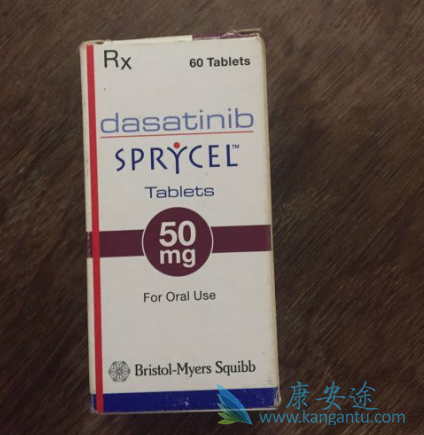 Rx
60 Tablets
dasatinib
SPRYCEL™
Tablets
50
mg
For Oral Use
Bristol-Myers Squibb
康安途
www.kangantu.com